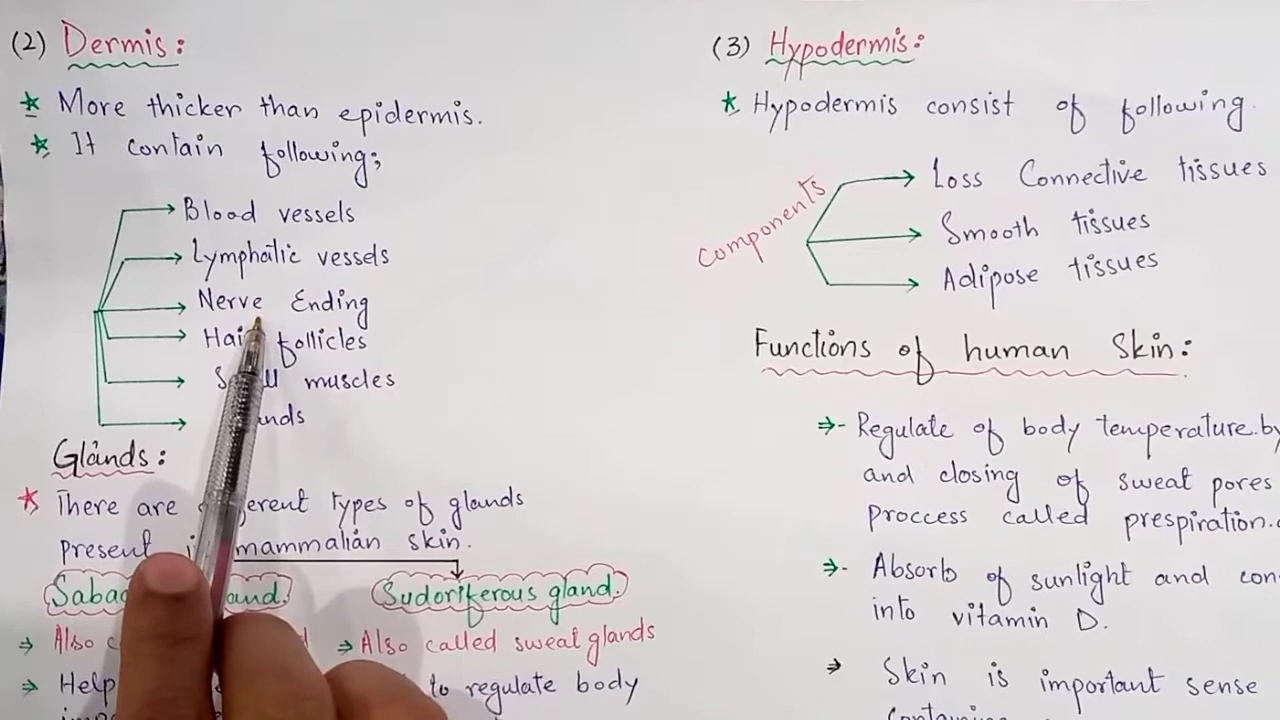 (2) Dermis:
More thicker than epidermis.
It contain following;
Blood vessels
Lymphatic vessels
Nerve Ending
follicles
muscles
Glands:
There are types of glands
present mammalian skin.
Sudoriferous gland.
Also
Also called sweat glands
Help
to regulate body
(3) Hypodermis:
Hypodermis consist of following.
Components
Loss Connective tissues
Smooth tissues
Adipose tissues
Functions of human Skin:
Regulate of body temperature.by
and closing of sweat pores
proccess called prespiration.
Absorb of sunlight and
into vitamin D.
Skin is important sense